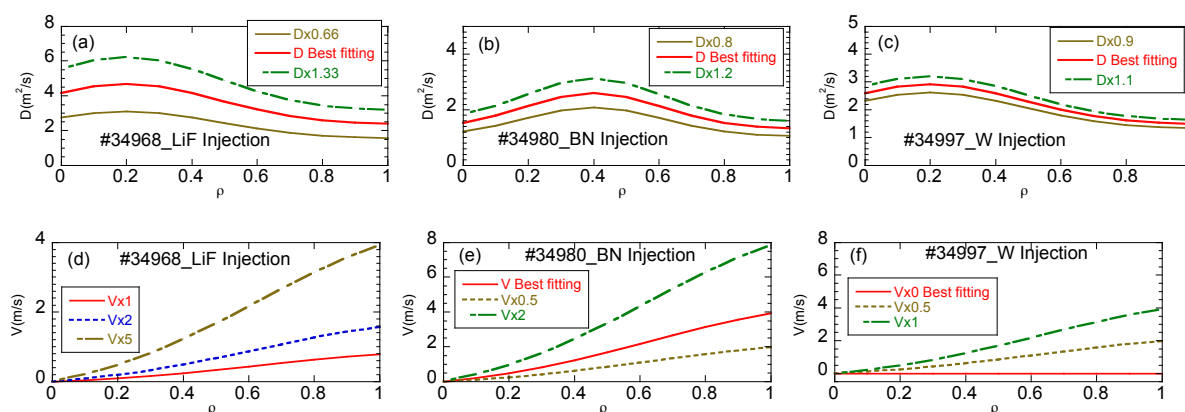 (a)
Dx0.66
D Best fitting
Dx1.33
#34968_LiF Injection
D(m²/s)
8
6
4
2
0
0 0.2 0.4 0.6 0.8 1
ρ
(b)
Dx0.8
D Best fitting
Dx1.2
#34980_BN Injection
D(m²/s)
4
2
0
0 0.2 0.4 0.6 0.8 1
ρ
(c)
Dx0.9
D Best fitting
Dx1.1
#34997_W Injection
D(m²/s)
5
3
2
0
0 0.2 0.4 0.6 0.8
ρ
(d)
#34968_LiF Injection
Vx1
Vx2
Vx5
V(m/s)
4
2
0
0 0.2 0.4 0.6 0.8 1
ρ
(e)
#34980_BN Injection
V Best fitting
Vx0.5
Vx2
V(m/s)
8
6
4
2
0
0 0.2 0.4 0.6 0.8 1
ρ
(f)
#34997_W Injection
Vx0 Best fitting
Vx0.5
Vx1
V(m/s)
8
6
4
2
0
0 0.2 0.4 0.6 0.8 1
ρ